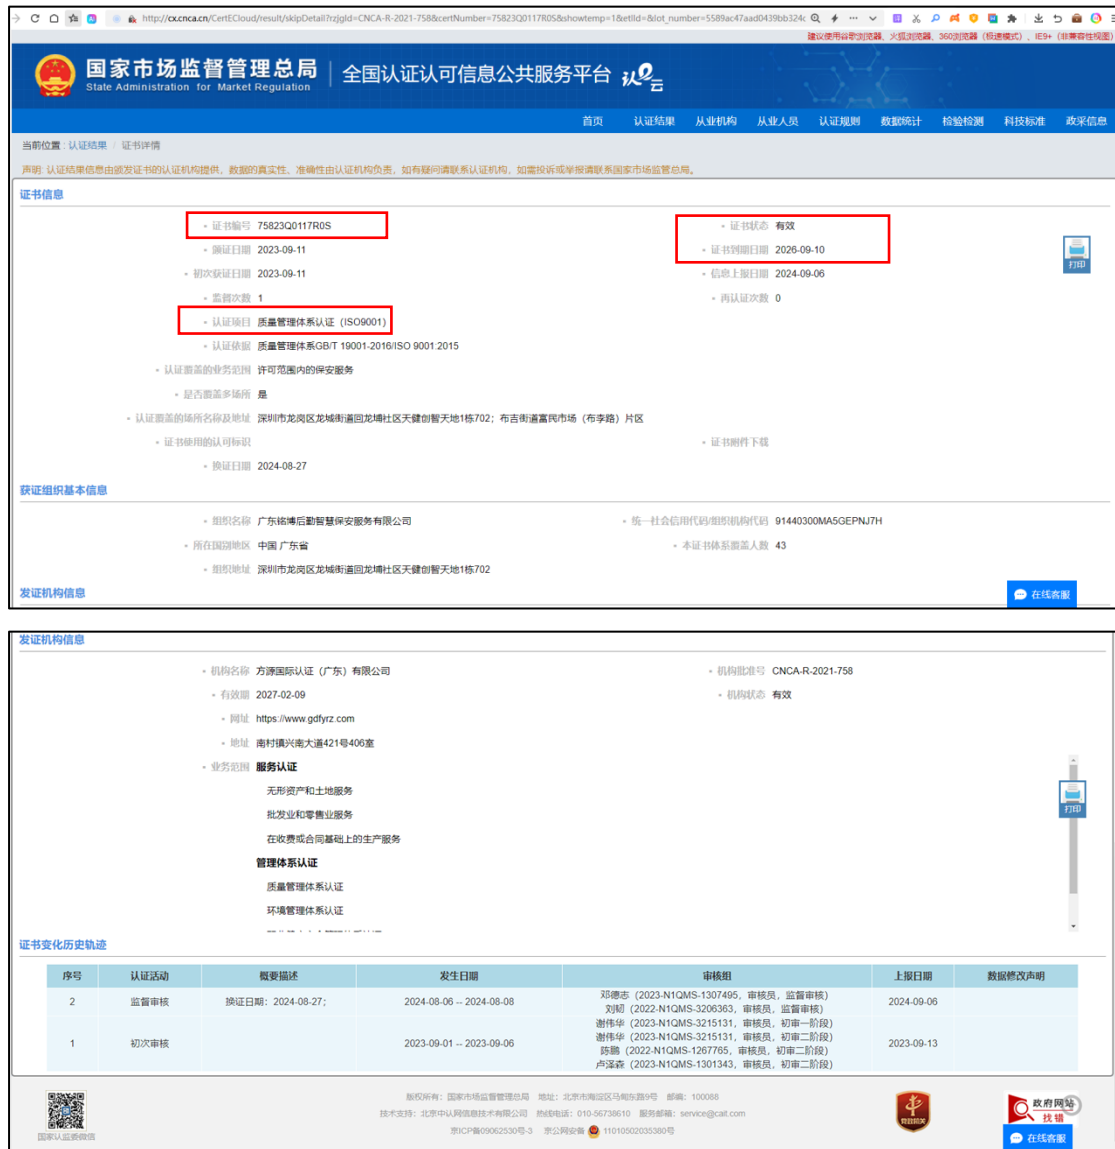 http://cx.cnca.cn/CertECloud/result/skipDetail?rzjgId=CNCA-R-2021-758&certNumber=75823Q0117R0S&showtemp=1&etiId=&lot_number=5589ac47aad0439bb324c
建议使用谷歌浏览器、火狐浏览器、360浏览器（极速模式）、IE9+（非兼容性视图）
国家市场监督管理总局 全国认证认可信息公共服务平台 认e云
State Administration for Market Regulation
首页 认证结果 从业机构 从业人员 认证规则 数据统计 检验检测 科技标准 政采信息
当前位置：认证结果 / 证书详情
声明：认证结果信息由颁发证书的认证机构提供，数据的真实性、准确性由认证机构负责，如有疑问请联系认证机构，如需投诉或举报请联系国家市场监管总局。
证书信息
证书编号 75823Q0117R0S 证书状态 有效
颁证日期 2023-09-11 证书到期日期 2026-09-10
初次获证日期 2023-09-11 信息上报日期 2024-09-06
监督次数 1 再认证次数 0
打印
认证项目 质量管理体系认证（ISO9001）
认证依据 质量管理体系GB/T 19001-2016/ISO 9001:2015
认证覆盖的业务范围 许可范围内的保安服务
是否覆盖多场所 是
认证覆盖的场所名称及地址 深圳市龙岗区龙城街道回龙埔社区天健创智天地1栋702；布吉街道富民市场（布李路）片区
证书使用的认可标识 证书附件下载
换证日期 2024-08-27
获证组织基本信息
组织名称 广东铭博后勤智慧保安服务有限公司 统一社会信用代码/组织机构代码 91440300MA5GEPNJ7H
所在国别地区 中国 广东省 本证书体系覆盖人数 43
组织地址 深圳市龙岗区龙城街道回龙埔社区天健创智天地1栋702
发证机构信息 在线客服
发证机构信息
机构名称 方源国际认证（广东）有限公司 机构批准号 CNCA-R-2021-758
有效期 2027-02-09 机构状态 有效
网址 https://www.gdfyrz.com
地址 南村镇兴南大道421号406室
业务范围 服务认证
无形资产和土地服务
批发业和零售业服务
打印
在收费或合同基础上的生产服务
管理体系认证
质量管理体系认证
环境管理体系认证
证书变化历史轨迹
序号 认证活动 概要描述 发生日期 审核组 上报日期 数据修改声明
2 监督审核 换证日期：2024-08-27; 2024-08-06 -- 2024-08-08 邓德志（2023-N1QMS-1307495，审核员，监督审核） 2024-09-06
刘韧（2022-N1QMS-3206363，审核员，监督审核）
1 初次审核 2023-09-01 -- 2023-09-06 谢伟华（2023-N1QMS-3215131，审核员，初审一阶段） 2023-09-13
谢伟华（2023-N1QMS-3215131，审核员，初审二阶段）
陈鹏（2022-N1QMS-1267765，审核员，初审二阶段）
卢泽森（2023-N1QMS-1301343，审核员，初审二阶段）
版权所有：国家市场监督管理总局 地址：北京市海淀区马甸东路9号 邮编：100088
技术支持：北京中认网信息技术有限公司 热线电话：010-56738610 服务邮箱：service@cait.com
京ICP备09062530号-3 京公网安备 11010502035380号
国家认监委微信
党政机关
政府网站
找错
在线客服